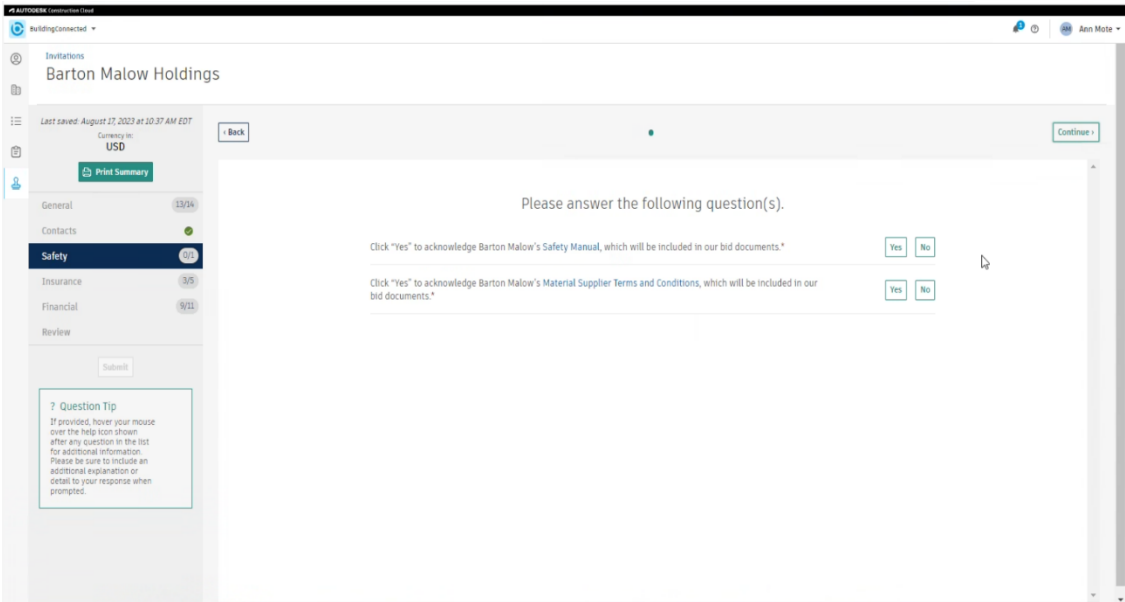 AUTODESK Construction Cloud
BuildingConnected
1
AM
Ann Mote
Invitations
Barton Malow Holdings
Last saved: August 17, 2023 at 10:37 AM EDT
Currency in:
USD
Print Summary
‹ Back
Continue ›
General 13/14
Contacts
Safety 0/1
Insurance 3/5
Financial 9/11
Review
Submit
? Question Tip
If provided, hover your mouse
over the help icon shown
after any question in the list
for additional information.
Please be sure to include an
additional explanation or
detail to your response when
prompted.
Please answer the following question(s).
Click "Yes" to acknowledge Barton Malow's Safety Manual, which will be included in our bid documents.*
Yes No
Click "Yes" to acknowledge Barton Malow's Material Supplier Terms and Conditions, which will be included in our
bid documents.*
Yes No